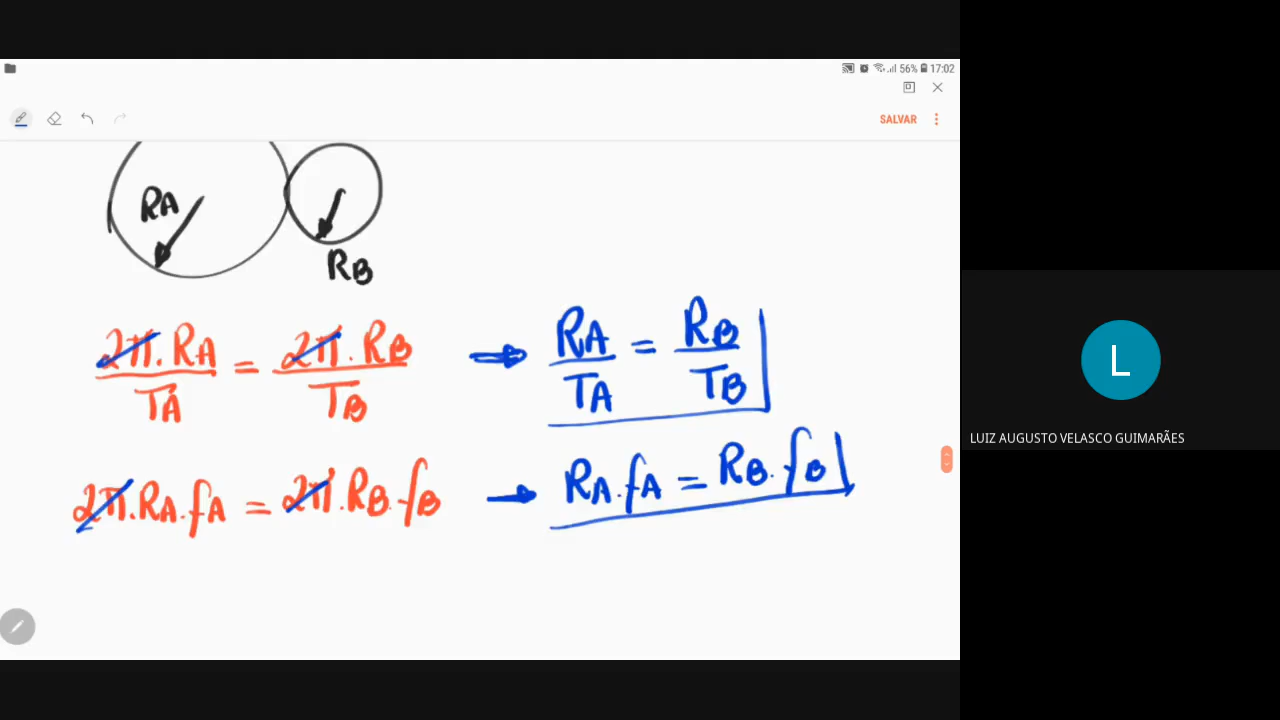 56% 17:02
SALVAR
RA
RB
2π. RA / TA = 2π. RB / TB → RA / TA = RB / TB
2π. RA. fA = 2π. RB. fB → RA. fA = RB. fB
L
LUIZ AUGUSTO VELASCO GUIMARÃES